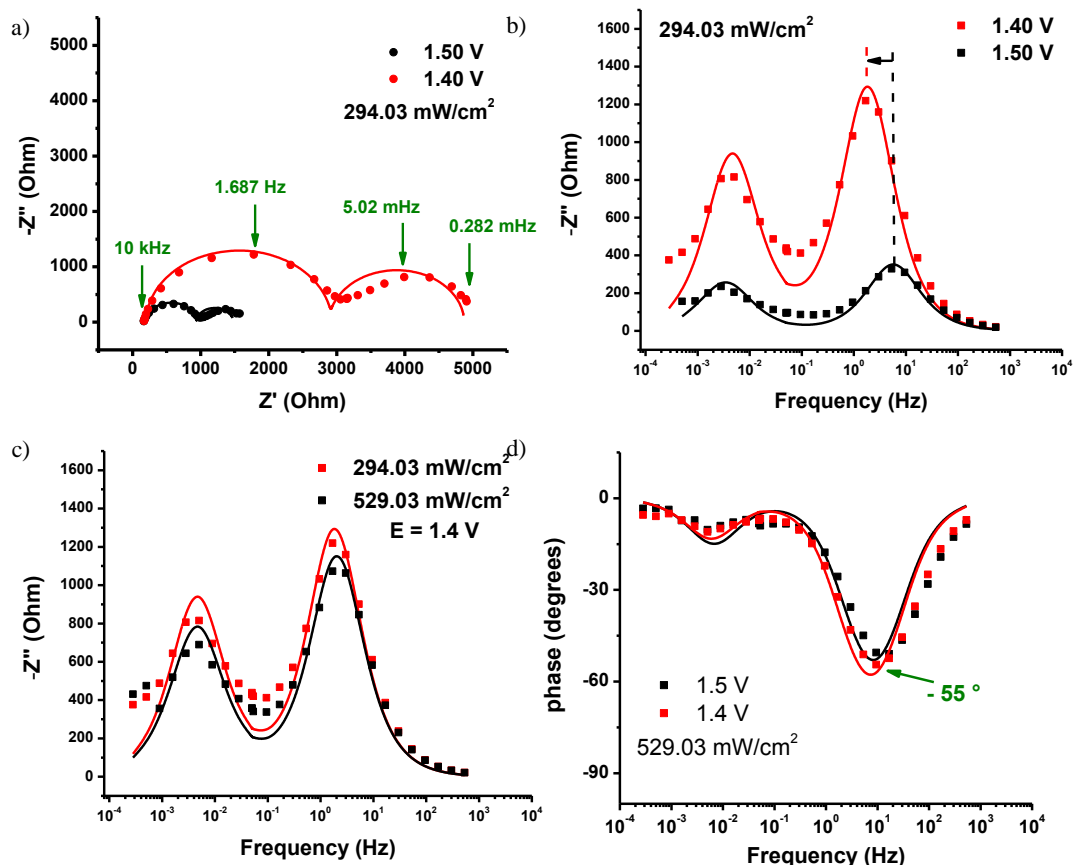 a)
5000
4000
3000
2000
1000
0
-Z'' (Ohm)
1.50 V
1.40 V
294.03 mW/cm²
10 kHz
1.687 Hz
5.02 mHz
0.282 mHz
0 1000 2000 3000 4000 5000
Z' (Ohm)
b)
1600
1400
1200
1000
800
600
400
200
0
-Z'' (Ohm)
294.03 mW/cm²
1.40 V
1.50 V
10⁻⁴ 10⁻³ 10⁻² 10⁻¹ 10⁰ 10¹ 10² 10³ 10⁴
Frequency (Hz)
c)
1600
1400
1200
1000
800
600
400
200
0
-Z'' (Ohm)
294.03 mW/cm²
529.03 mW/cm²
E = 1.4 V
10⁻⁴ 10⁻³ 10⁻² 10⁻¹ 10⁰ 10¹ 10² 10³ 10⁴
Frequency (Hz)
d)
0
-30
-60
-90
phase (degrees)
- 55 °
1.5 V
1.4 V
529.03 mW/cm²
10⁻⁴ 10⁻³ 10⁻² 10⁻¹ 10⁰ 10¹ 10² 10³ 10⁴
Frequency (Hz)